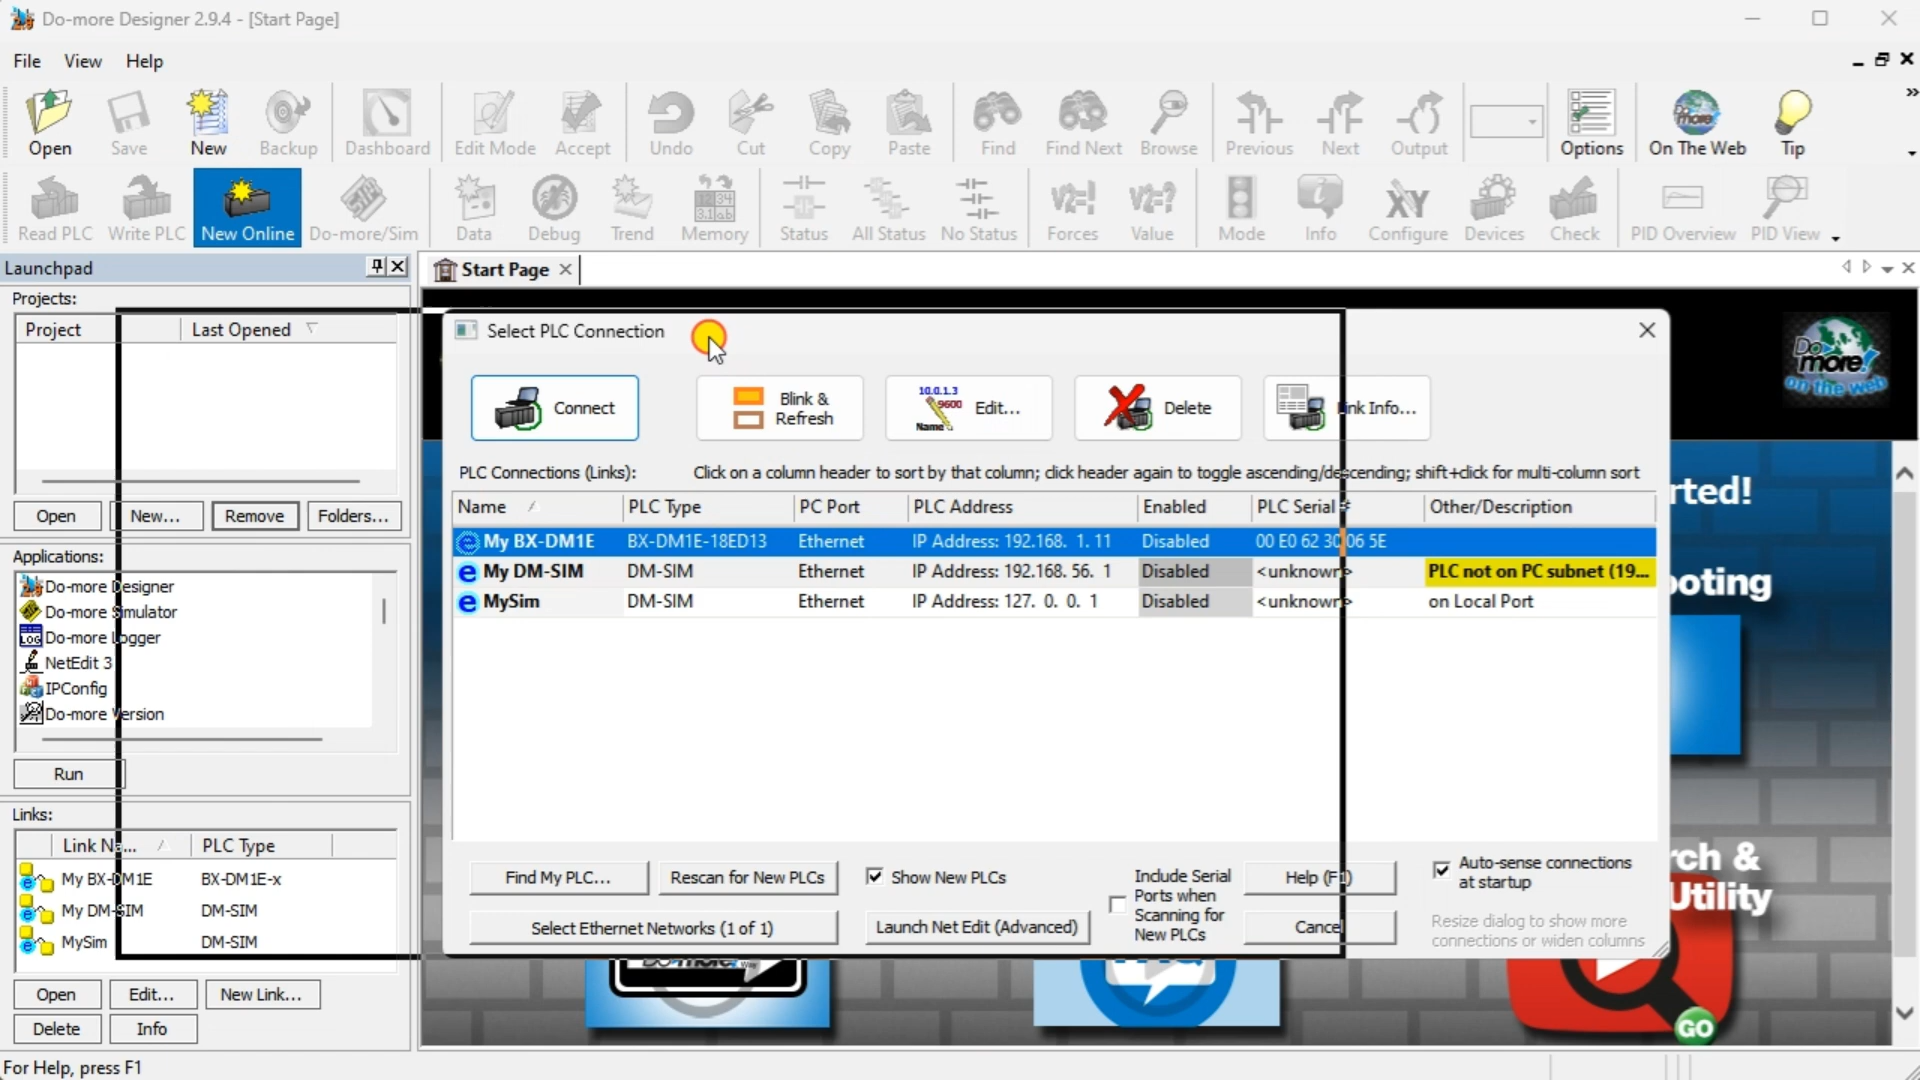 Do-more Designer 2.9.4 - [Start Page]
File View Help
Open Save New Backup Dashboard Edit Mode Accept Undo Cut Copy Paste Find Find Next Browse Previous Next Output Options On The Web Tip
Read PLC Write PLC New Online Do-more/Sim Data Debug Trend Memory Status All Status No Status Forces Value Mode Info Configure Devices Check PID Overview PID View
Launchpad
Start Page
Projects:
Project Last Opened
Open New... Remove Folders...
Applications:
Do-more Designer
Do-more Simulator
Do-more Logger
NetEdit 3
IPConfig
Do-more Version
Run
Links:
Link Na... PLC Type
My BX-DM1E BX-DM1E-x
My DM-SIM DM-SIM
MySim DM-SIM
Open Edit... New Link...
Delete Info
For Help, press F1
Select PLC Connection
Connect
Blink & Refresh
10.0.1.3
9600
Name
Edit...
Delete
Link Info...
PLC Connections (Links): Click on a column header to sort by that column; click header again to toggle ascending/descending; shift+click for multi-column sort
Name PLC Type PC Port PLC Address Enabled PLC Serial # Other/Description
My BX-DM1E BX-DM1E-18ED13 Ethernet IP Address: 192.168. 1. 11 Disabled 00 E0 62 30 06 5E
My DM-SIM DM-SIM Ethernet IP Address: 192.168. 56. 1 Disabled <unknown> PLC not on PC subnet (19...
MySim DM-SIM Ethernet IP Address: 127. 0. 0. 1 Disabled <unknown> on Local Port
Find My PLC... Rescan for New PLCs Show New PLCs
Select Ethernet Networks (1 of 1) Launch Net Edit (Advanced)
Include Serial
Ports when
Scanning for
New PLCs
Help (F1)
Cancel
Auto-sense connections
at startup
Resize dialog to show more
connections or widen columns
Do-more!
on the web
rted!
ooting
rch &
Utility
GO